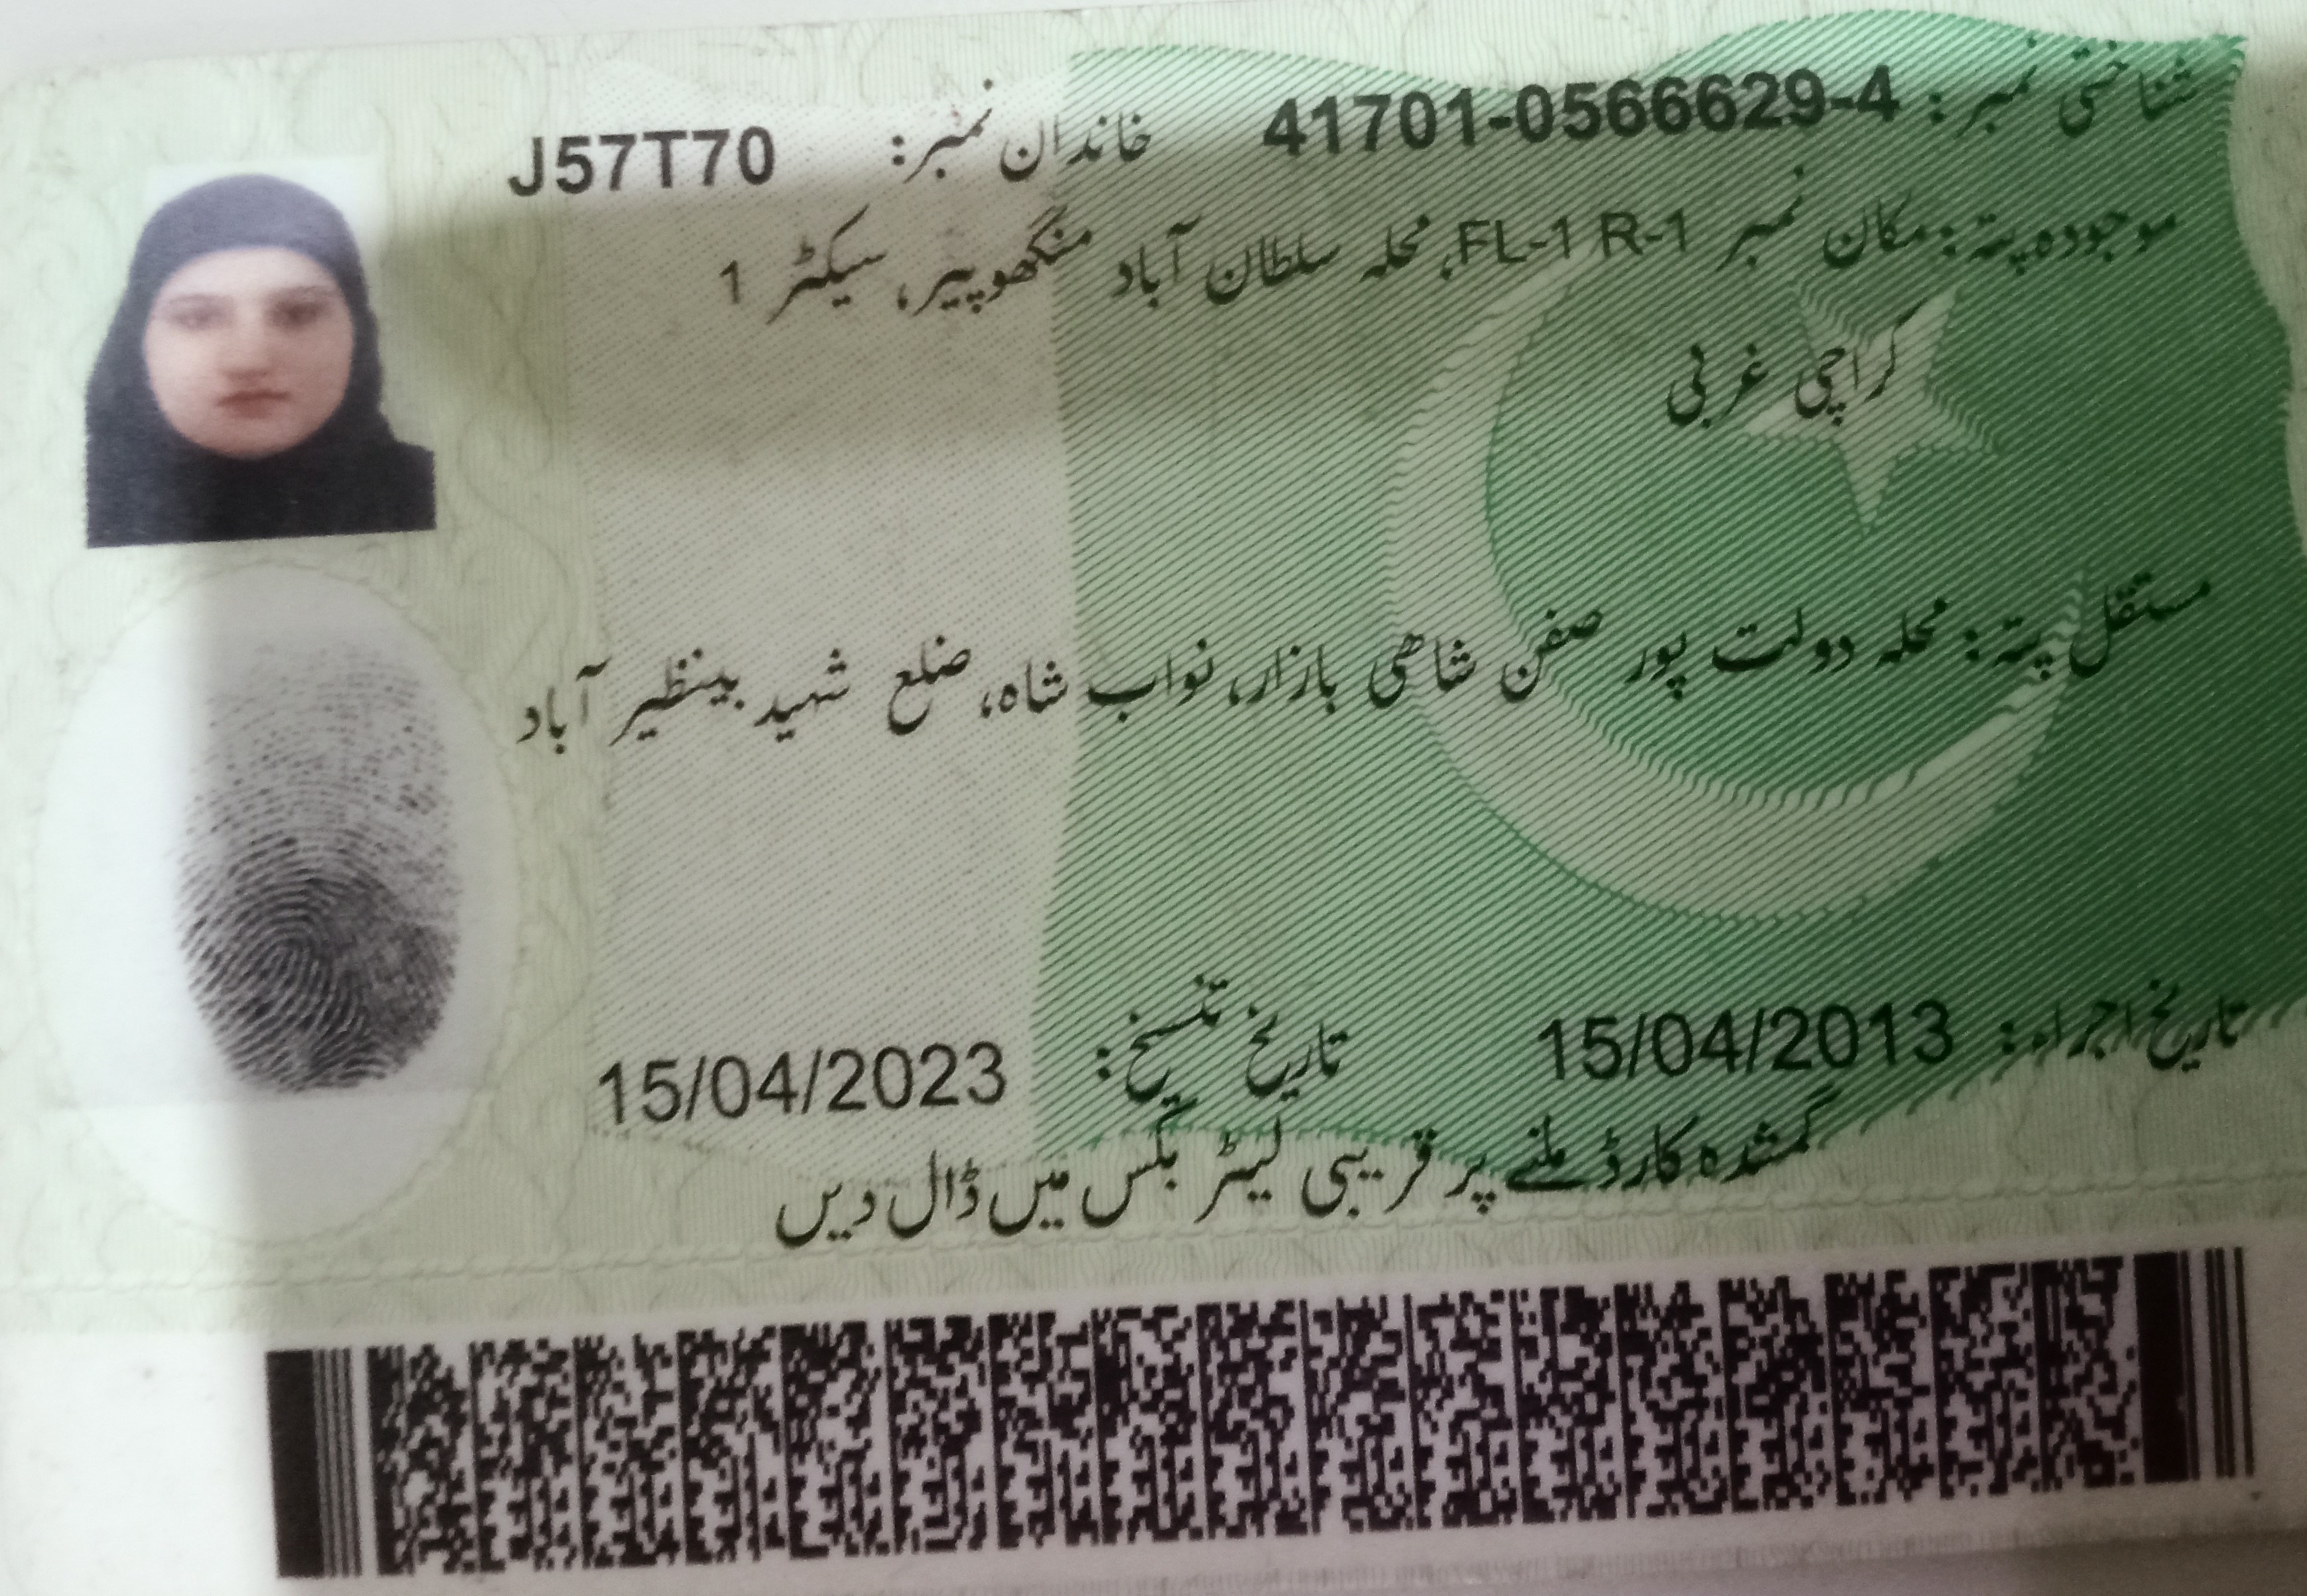 شناختی نمبر: 41701-0566629-4 خاندان نمبر: J57T70
موجودہ پتہ: مکان نمبر FL-1 R-1، محلہ سلطان آباد منگھوپیر، سیکٹر 1
کراچی غربی
مستقل پتہ: محلہ دولت پور صفن شاھی بازار، نواب شاہ، ضلع شہید بینظیر آباد
تاریخ اجراء: 15/04/2013 تاریخ تنسیخ: 15/04/2023
گمشدہ کارڈ ملنے پر قریبی لیٹر بکس میں ڈال دیں